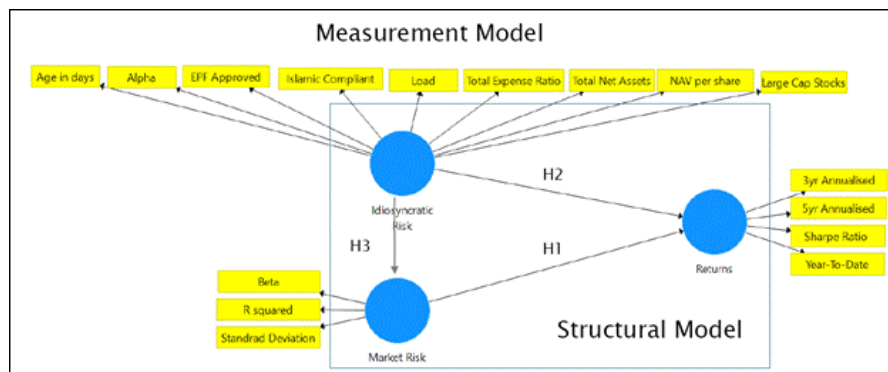 Measurement Model
Age in days
Alpha
EPF Approved
Islamic Compliant
Load
Total Expense Ratio
Total Net Assets
NAV per share
Large Cap Stocks
H2
3yr Annualised
5yr Annualised
Sharpe Ratio
Year-To-Date
Idiosyncratic
Risk
H3
H1
Returns
Beta
R squared
Standrad Deviation
Market Risk
Structural Model